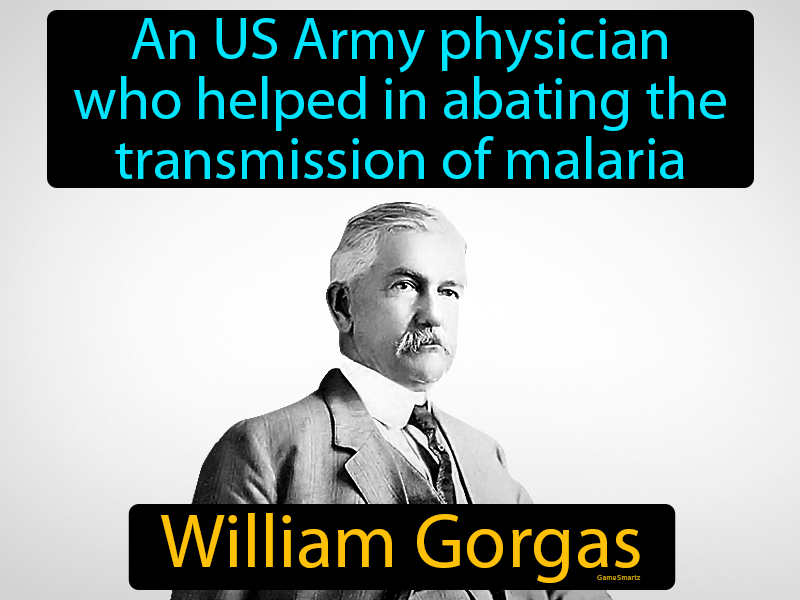 An US Army physician
who helped in abating the
transmission of malaria
William Gorgas
GameSmartz